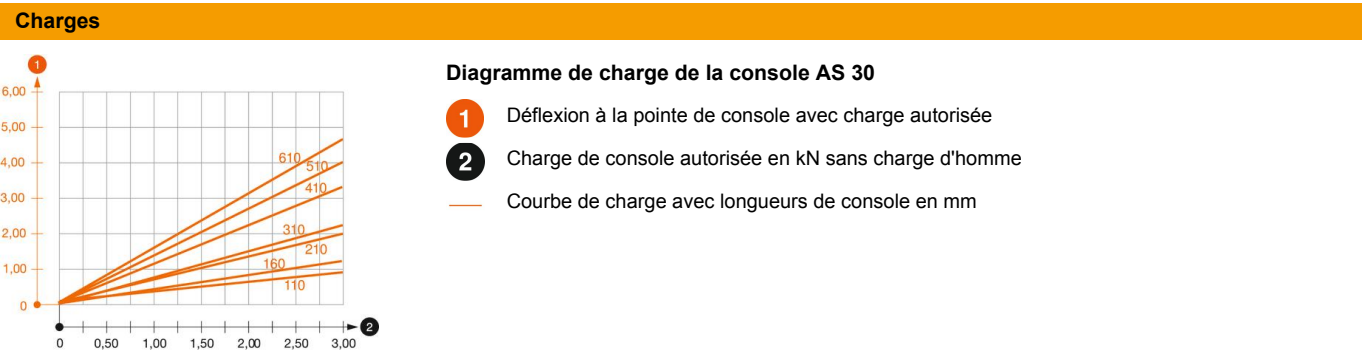 Charges
1
6,00
5,00
4,00
3,00
2,00
1,00
0
610
510
410
310
210
160
110
2
0 0,50 1,00 1,50 2,00 2,50 3,00
Diagramme de charge de la console AS 30
1 Déflexion à la pointe de console avec charge autorisée
2 Charge de console autorisée en kN sans charge d'homme
Courbe de charge avec longueurs de console en mm